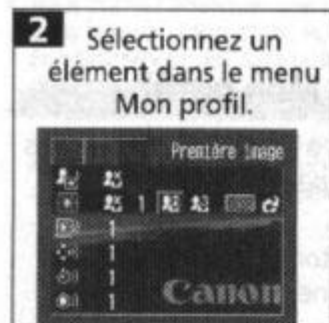 2 Sélectionnez un
élément dans le menu
Mon profil.
Première image
1
1
1
1
1
Canon